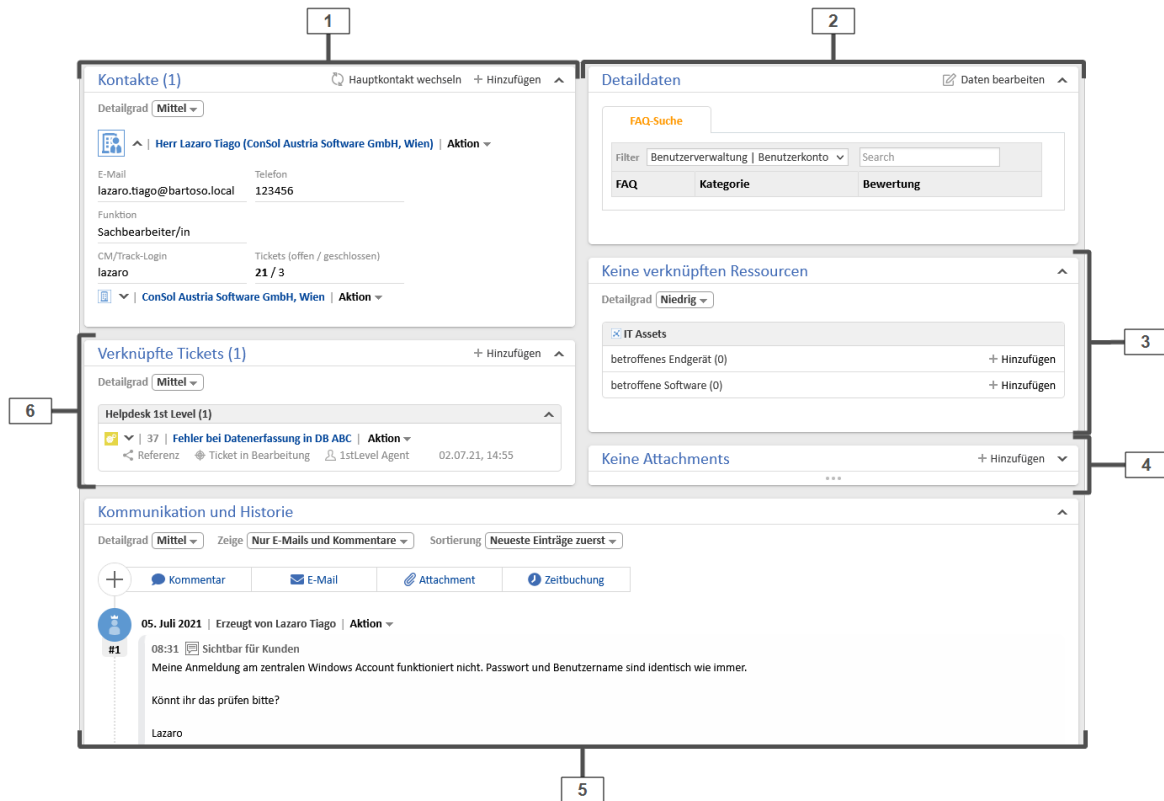 1
2
Kontakte (1) Hauptkontakt wechseln + Hinzufügen
Detailgrad Mittel
| Herr Lazaro Tiago (ConSol Austria Software GmbH, Wien) | Aktion
E-Mail Telefon
lazaro.tiago@bartoso.local 123456
Funktion
Sachbearbeiter/in
CM/Track-Login Tickets (offen / geschlossen)
lazaro 21 / 3
| ConSol Austria Software GmbH, Wien | Aktion
Detaildaten Daten bearbeiten
FAQ-Suche
Filter Benutzerverwaltung | Benutzerkonto Search
FAQ Kategorie Bewertung
Keine verknüpften Ressourcen
Detailgrad Niedrig
IT Assets
betroffenes Endgerät (0) + Hinzufügen
betroffene Software (0) + Hinzufügen
3
Verknüpfte Tickets (1) + Hinzufügen
Detailgrad Mittel
Helpdesk 1st Level (1)
| 37 | Fehler bei Datenerfassung in DB ABC | Aktion
Referenz Ticket in Bearbeitung 1stLevel Agent 02.07.21, 14:55
6
Keine Attachments + Hinzufügen
4
Kommunikation und Historie
Detailgrad Mittel Zeige Nur E-Mails und Kommentare Sortierung Neueste Einträge zuerst
+ Kommentar E-Mail Attachment Zeitbuchung
05. Juli 2021 | Erzeugt von Lazaro Tiago | Aktion
#1 08:31 Sichtbar für Kunden
Meine Anmeldung am zentralen Windows Account funktioniert nicht. Passwort und Benutzername sind identisch wie immer.
Könnt ihr das prüfen bitte?
Lazaro
5